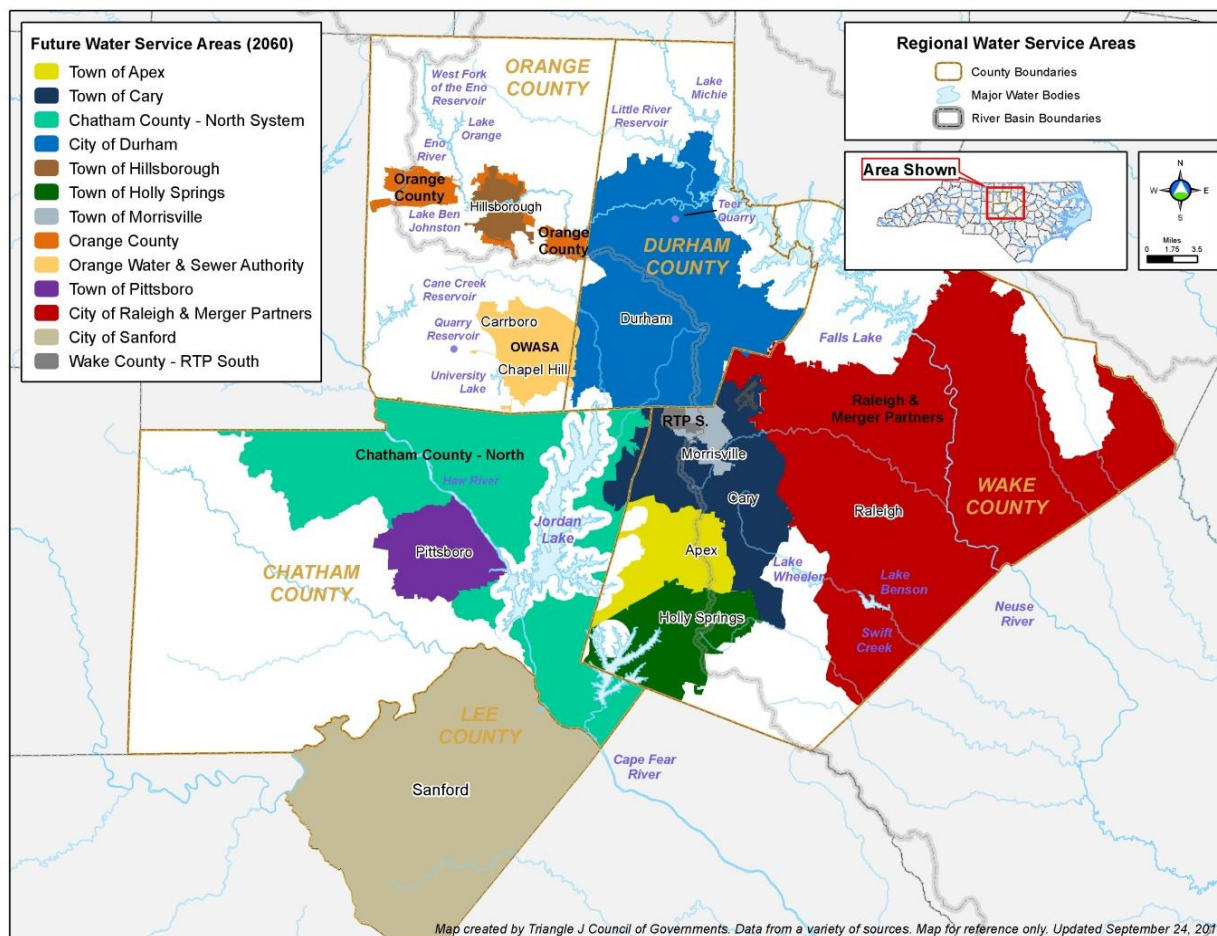 Future Water Service Areas (2060)
Town of Apex
Town of Cary
Chatham County - North System
City of Durham
Town of Hillsborough
Town of Holly Springs
Town of Morrisville
Orange County
Orange Water & Sewer Authority
Town of Pittsboro
City of Raleigh & Merger Partners
City of Sanford
Wake County - RTP South
Regional Water Service Areas
County Boundaries
Major Water Bodies
River Basin Boundaries
Area Shown
N
W
E
S
Miles
0 1.75 3.5
ORANGE
COUNTY
West Fork
of the Eno
Reservoir
Lake
Orange
Eno
River
Little River
Reservoir
Lake
Michie
Orange
County
Hillsborough
Lake Ben
Johnston
Orange
County
Teer
Quarry
DURHAM
COUNTY
Cane Creek
Reservoir
Quarry
Reservoir
University
Lake
Carrboro
OWASA
Chapel Hill
Durham
Falls Lake
Raleigh &
Merger Partners
RTP S.
Morrisville
Cary
WAKE
COUNTY
Raleigh
Chatham County - North
Haw River
Jordan
Lake
Pittsboro
CHATHAM
COUNTY
Apex
Lake
Wheeler
Lake
Benson
Holly Springs
Swift
Creek
Neuse
River
LEE
COUNTY
Sanford
Cape Fear
River
Map created by Triangle J Council of Governments. Data from a variety of sources. Map for reference only. Updated September 24, 201